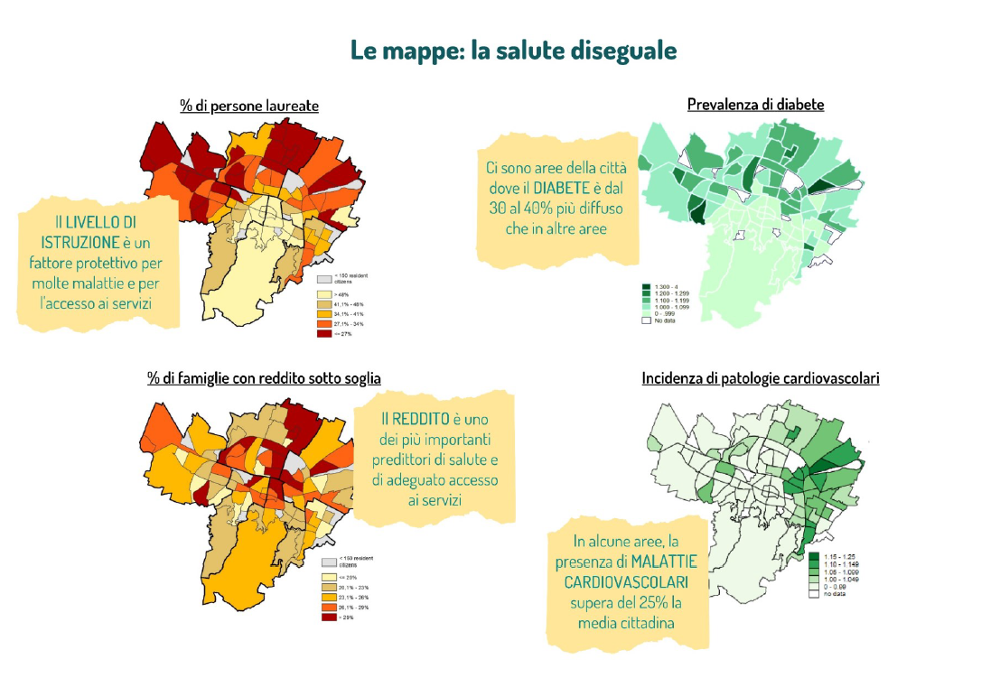 Le mappe: la salute diseguale
% di persone laureate
Il LIVELLO DI
ISTRUZIONE è un
fattore protettivo per
molte malattie e per
l'accesso ai servizi
< 150 resident
citizens
> 48%
41,1% - 48%
34,1% - 41%
27,1% - 34%
<= 27%
Prevalenza di diabete
Ci sono aree della città
dove il DIABETE è dal
30 al 40% più diffuso
che in altre aree
1.300 - 4
1.200 - 1.299
1.100 - 1.199
1.000 - 1.099
0 - .999
No data
% di famiglie con reddito sotto soglia
Il REDDITO è uno
dei più importanti
predittori di salute e
di adeguato accesso
ai servizi
< 150 resident
citizens
<= 20%
20,1% - 23%
23,1% - 26%
26,1% - 29%
> 29%
Incidenza di patologie cardiovascolari
In alcune aree, la
presenza di MALATTIE
CARDIOVASCOLARI
supera del 25% la
media cittadina
1.15 - 1.25
1.10 - 1.149
1.05 - 1.099
1.00 - 1.049
0 - 0.99
no data